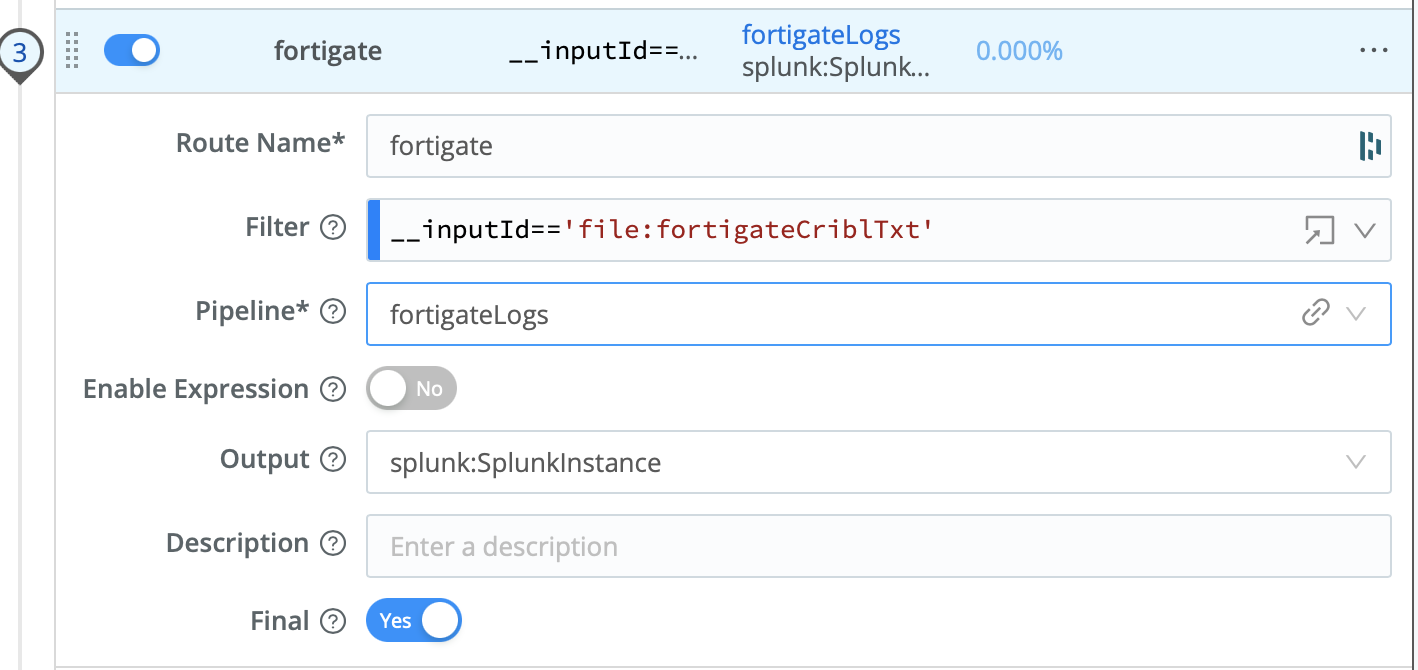 3
fortigate
__inputId==...
fortigateLogs
splunk:Splunk...
0.000%
...
Route Name*
fortigate
Filter ?
__inputId=='file:fortigateCriblTxt'
Pipeline* ?
fortigateLogs
Enable Expression ?
No
Output ?
splunk:SplunkInstance
Description ?
Enter a description
Final ?
Yes